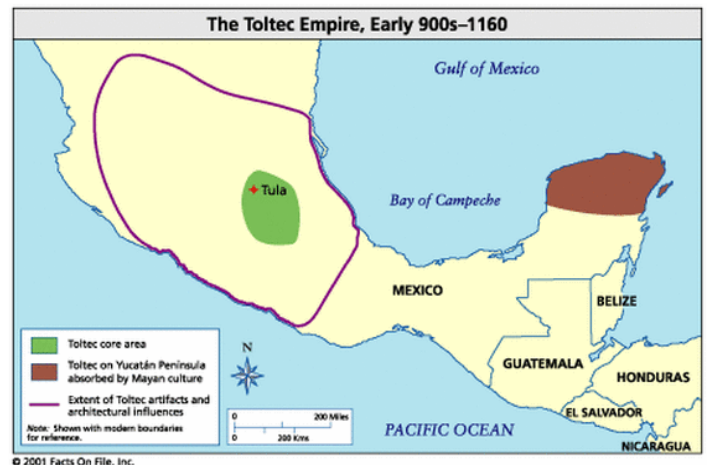 The Toltec Empire, Early 900s–1160
Gulf of Mexico
Tula
Bay of Campeche
MEXICO
BELIZE
GUATEMALA
HONDURAS
EL SALVADOR
NICARAGUA
PACIFIC OCEAN
Toltec core area
Toltec on Yucatán Peninsula
absorbed by Mayan culture
Extent of Toltec artifacts and
architectural influences
Note: Shown with modern boundaries
for reference.
N
0 200 Miles
0 200 Kms
© 2001 Facts On File, Inc.